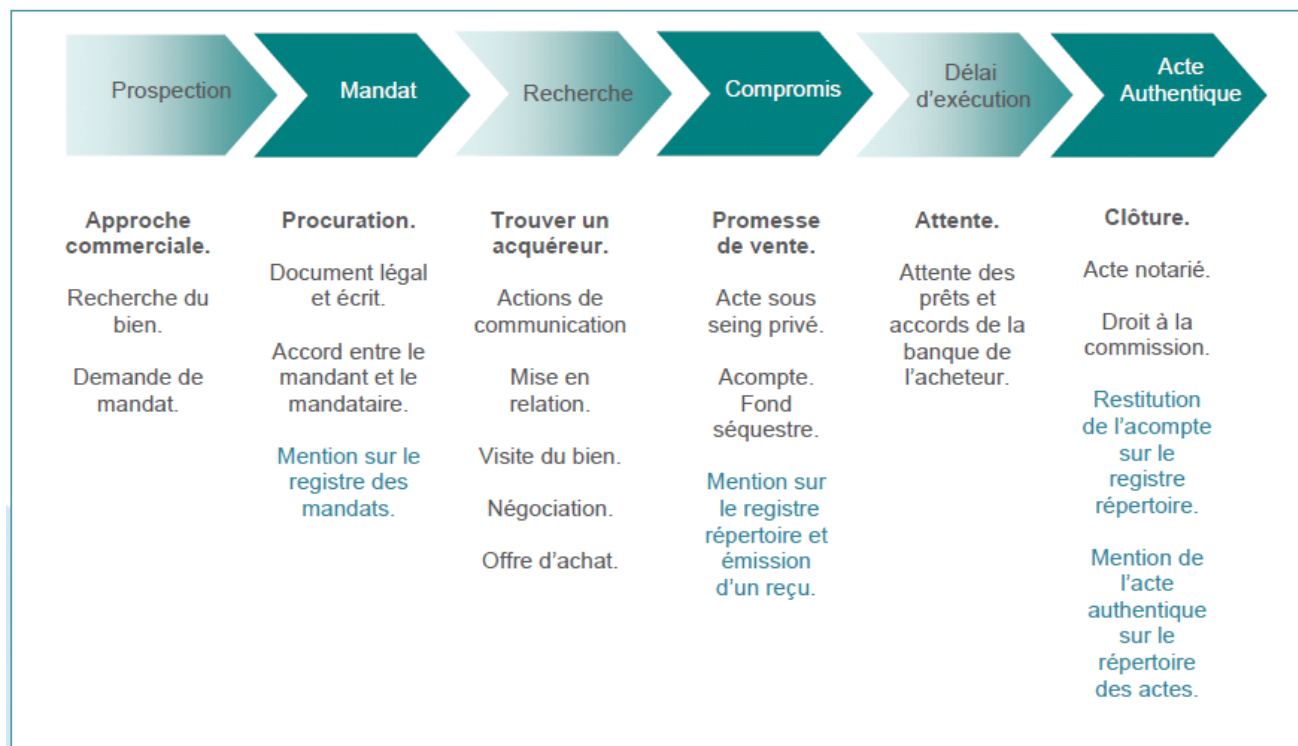 Prospection
Mandat
Recherche
Compromis
Délai
d'exécution
Acte
Authentique
Approche
commerciale.
Recherche du
bien.
Demande de
mandat.
Procuration.
Document légal
et écrit.
Accord entre le
mandant et le
mandataire.
Mention sur le
registre des
mandats.
Trouver un
acquéreur.
Actions de
communication
Mise en
relation.
Visite du bien.
Négociation.
Offre d'achat.
Promesse
de vente.
Acte sous
seing privé.
Acompte.
Fond
séquestre.
Mention sur
le registre
répertoire et
émission
d'un reçu.
Attente.
Attente des
prêts et
accords de la
banque de
l'acheteur.
Clôture.
Acte notarié.
Droit à la
commission.
Restitution
de l'acompte
sur le
registre
répertoire.
Mention de
l'acte
authentique
sur le
répertoire
des actes.